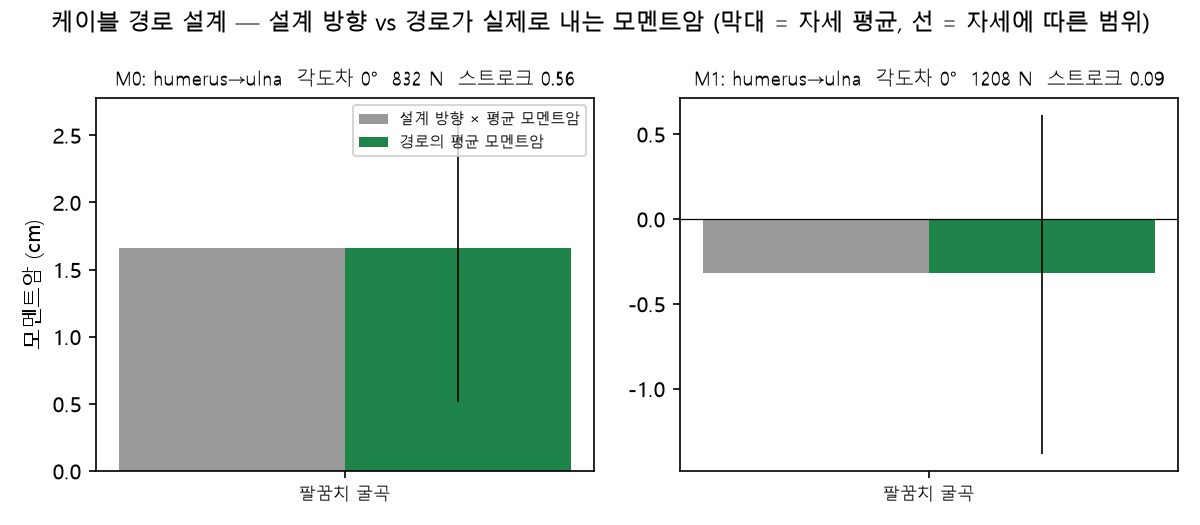 케이블 경로 설계 — 설계 방향 vs 경로가 실제로 내는 모멘트암 (막대 = 자세 평균, 선 = 자세에 따른 범위)
M0: humerus→ulna 각도차 0° 832 N 스트로크 0.56
설계 방향 × 평균 모멘트암
경로의 평균 모멘트암
모멘트암 (cm)
2.5
2.0
1.5
1.0
0.5
0.0
팔꿈치 굴곡
M1: humerus→ulna 각도차 0° 1208 N 스트로크 0.09
0.5
0.0
-0.5
-1.0
팔꿈치 굴곡